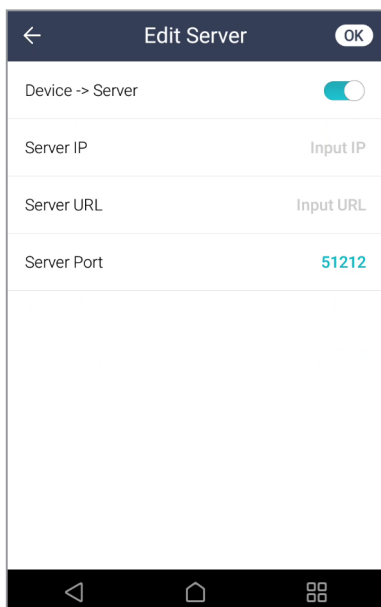 Edit Server
OK
Device -> Server
Server IP Input IP
Server URL Input URL
Server Port 51212